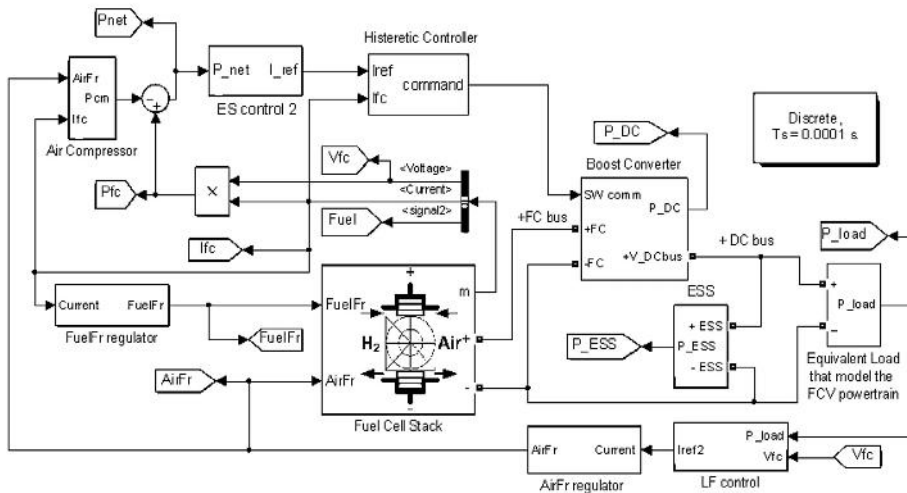 Pnet
Histeretic Controller
AirFr
Pcm
Ifc
Air Compressor
-
+
P_net
I_ref
ES control 2
Iref
Ifc
command
Discrete,
Ts = 0.0001 s.
P_DC
Boost Converter
Vfc
<Voltage>
<Current>
<signal2>
Pfc
×
Fuel
Ifc
SW comm
P_DC
+FC
-FC
+V_DCbus
+FC bus
+ DC bus
P_load
Current
FuelFr
FuelFr regulator
FuelFr
FuelFr
AirFr
+
H2
Air
-
m
+
-
Fuel Cell Stack
ESS
+ ESS
P_ESS
- ESS
P_ESS
+
P_load
-
Equivalent Load
that model the
FCV powertrain
AirFr
AirFr
Current
AirFr regulator
Iref2
P_load
Vfc
LF control
Vfc